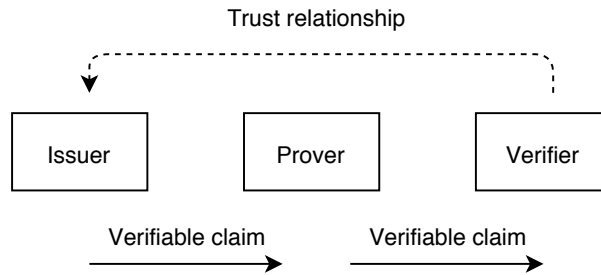 Trust relationship
Issuer
Prover
Verifier
Verifiable claim
Verifiable claim